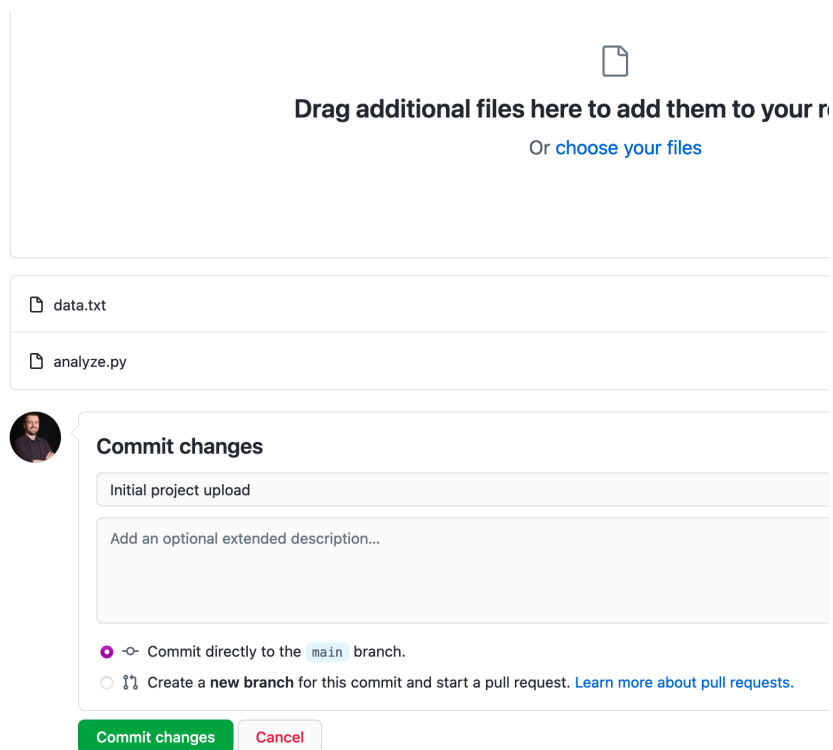 Drag additional files here to add them to your
Or choose your files
data.txt
analyze.py
Commit changes
Initial project upload
Add an optional extended description...
Commit directly to the main branch.
Create a new branch for this commit and start a pull request. Learn more about pull requests.
Commit changes
Cancel